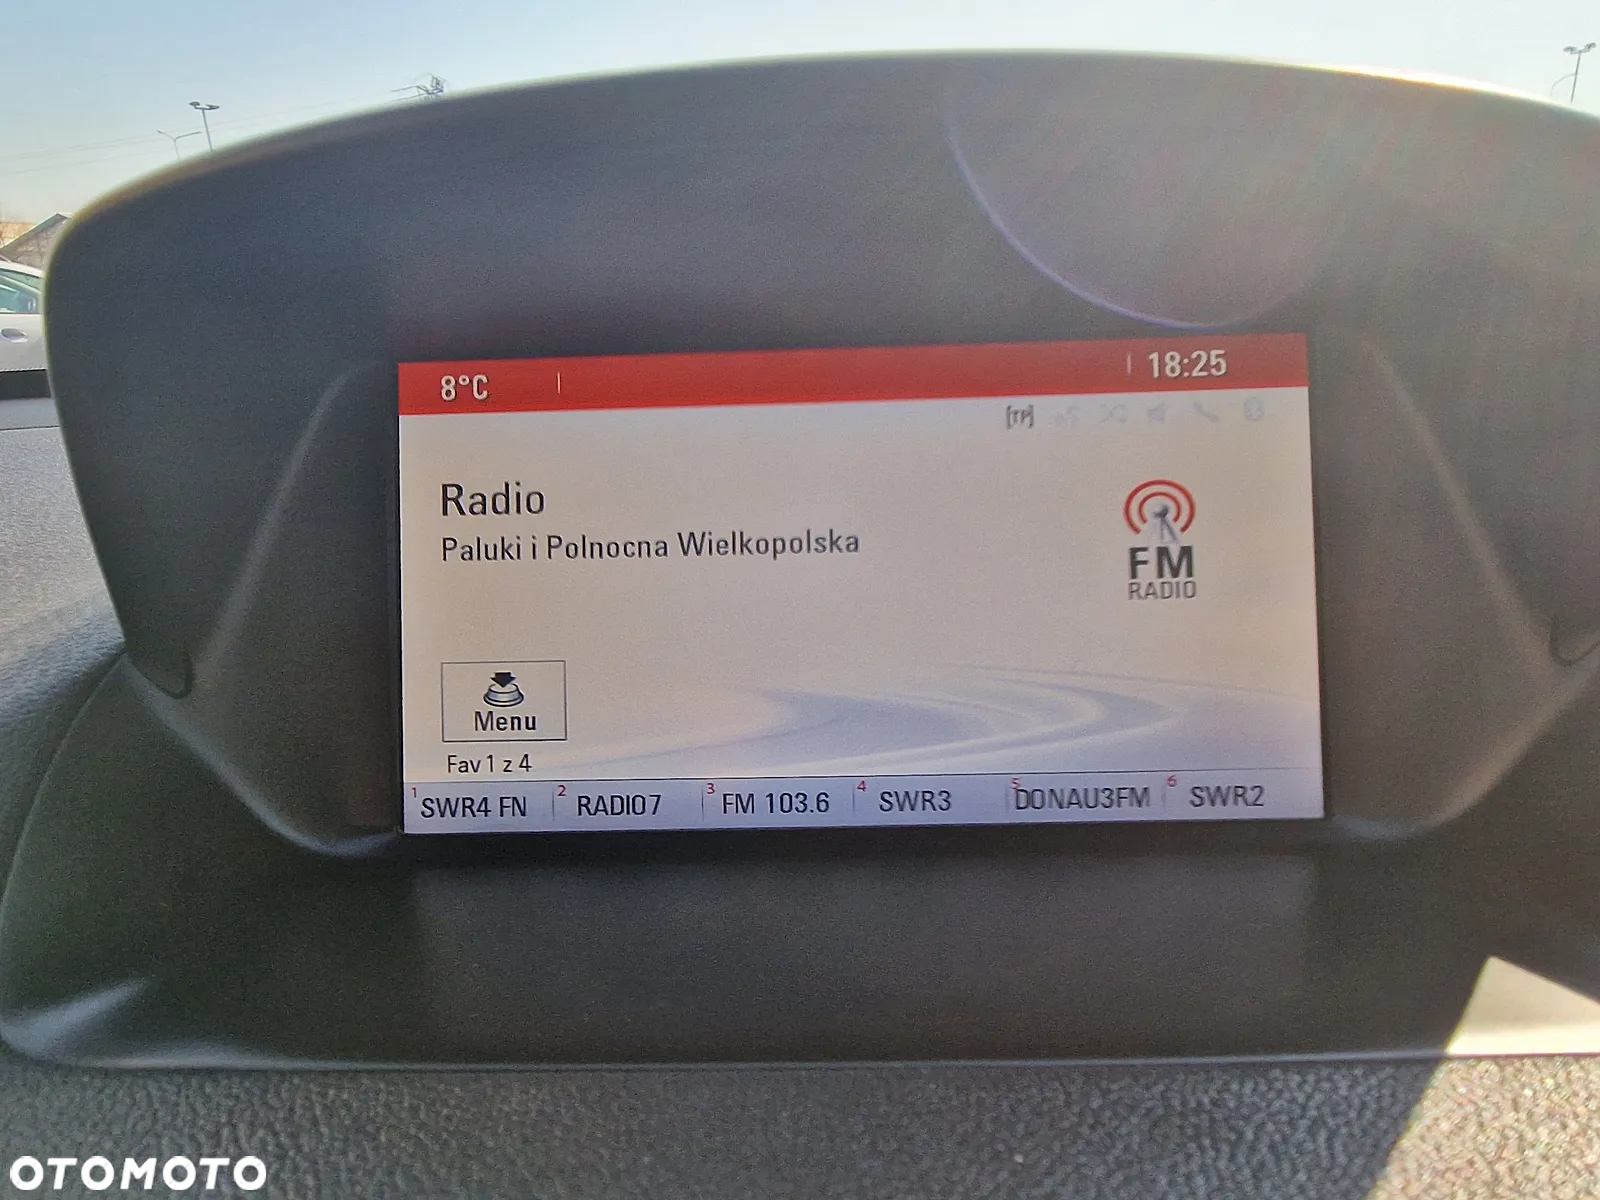 8°C
18:25
[TP]
Radio
Paluki i Polnocna Wielkopolska
FM
RADIO
Menu
Fav 1 z 4
1 SWR4 FN 2 RADIO7 3 FM 103.6 4 SWR3 5 DONAU3FM 6 SWR2
OTOMOTO